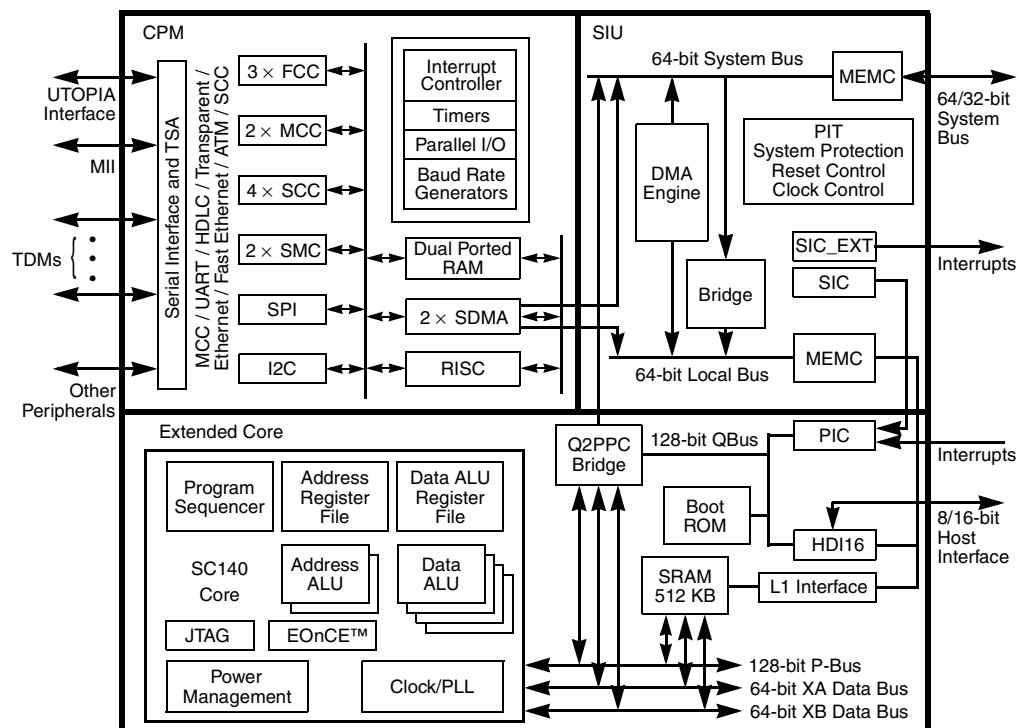 CPM
UTOPIA
Interface
MII
TDMs
Other
Peripherals
Serial Interface and TSA
MCC / UART / HDLC / Transparent /
Ethernet / Fast Ethernet / ATM / SCC
3 × FCC
2 × MCC
4 × SCC
2 × SMC
SPI
I2C
Interrupt
Controller
Timers
Parallel I/O
Baud Rate
Generators
Dual Ported
RAM
2 × SDMA
RISC
SIU
64-bit System Bus
MEMC
64/32-bit
System
Bus
DMA
Engine
PIT
System Protection
Reset Control
Clock Control
SIC_EXT
Interrupts
SIC
Bridge
64-bit Local Bus
MEMC
Extended Core
Program
Sequencer
Address
Register
File
Data ALU
Register
File
SC140
Core
Address
ALU
Data
ALU
JTAG
EOnCE™
Power
Management
Clock/PLL
Q2PPC
Bridge
128-bit QBus
PIC
Interrupts
Boot
ROM
HDI16
8/16-bit
Host
Interface
SRAM
512 KB
L1 Interface
128-bit P-Bus
64-bit XA Data Bus
64-bit XB Data Bus